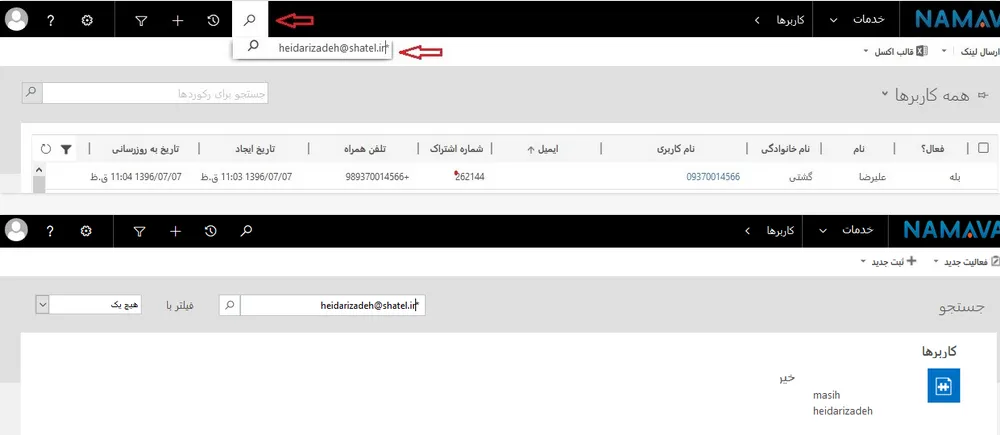 NAMAVA خدمات کاربرها ?
heidarizadeh@shatel.ir*
ارسال لینک قالب اکسل
همه کاربرها جستجو برای رکوردها
فعال؟ نام نام خانوادگی نام کاربری ایمیل شماره اشتراک تلفن همراه تاریخ ایجاد تاریخ به روزرسانی
بله علیرضا گشتی 09370014566 262144 +989370014566 1396/07/07 11:03 ق.ظ 1396/07/07 11:04 ق.ظ
NAMAVA خدمات کاربرها ?
فعالیت جدید ثبت جدید
جستجو heidarizadeh@shatel.ir* فیلتر با هیچ یک
کاربرها
خیر
masih
heidarizadeh